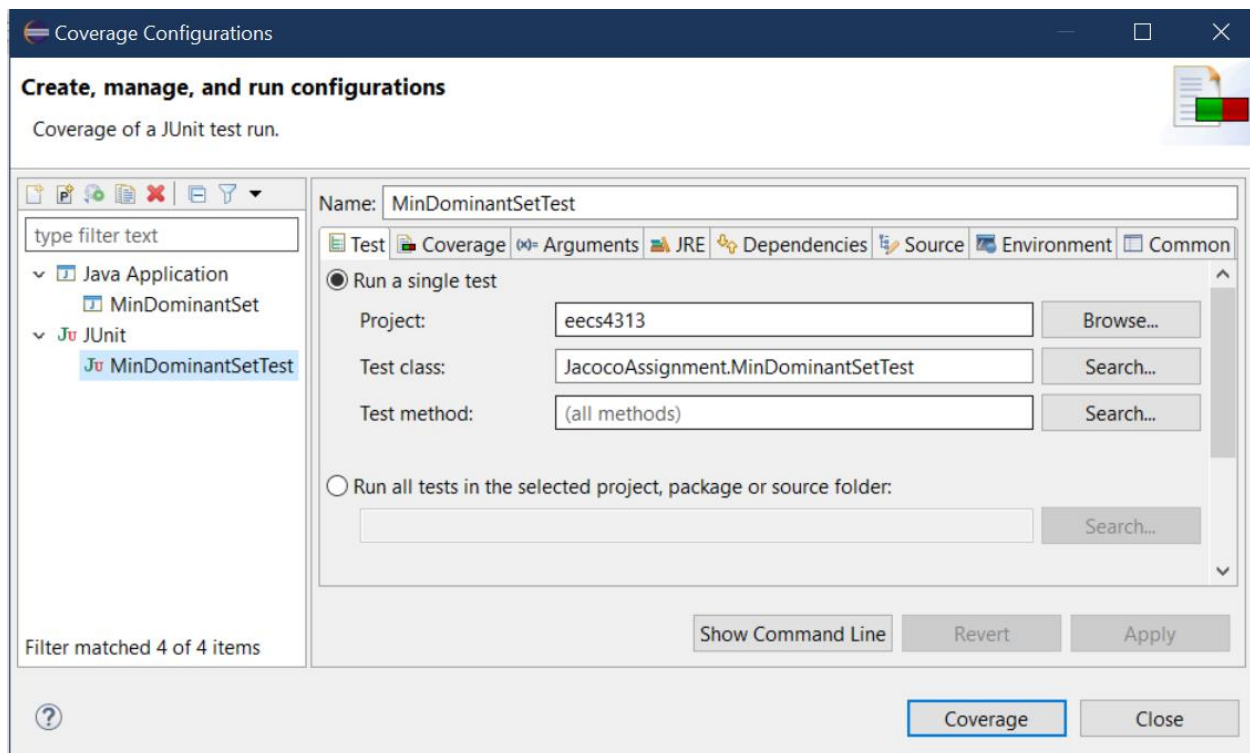 Coverage Configurations
Create, manage, and run configurations
Coverage of a JUnit test run.
type filter text
Java Application
MinDominantSet
Ju JUnit
Ju MinDominantSetTest
Filter matched 4 of 4 items
Name: MinDominantSetTest
Test Coverage (x)= Arguments JRE Dependencies Source Environment Common
Run a single test
Project: eecs4313 Browse...
Test class: JacocoAssignment.MinDominantSetTest Search...
Test method: (all methods) Search...
Run all tests in the selected project, package or source folder:
Search...
Show Command Line Revert Apply
? Coverage Close